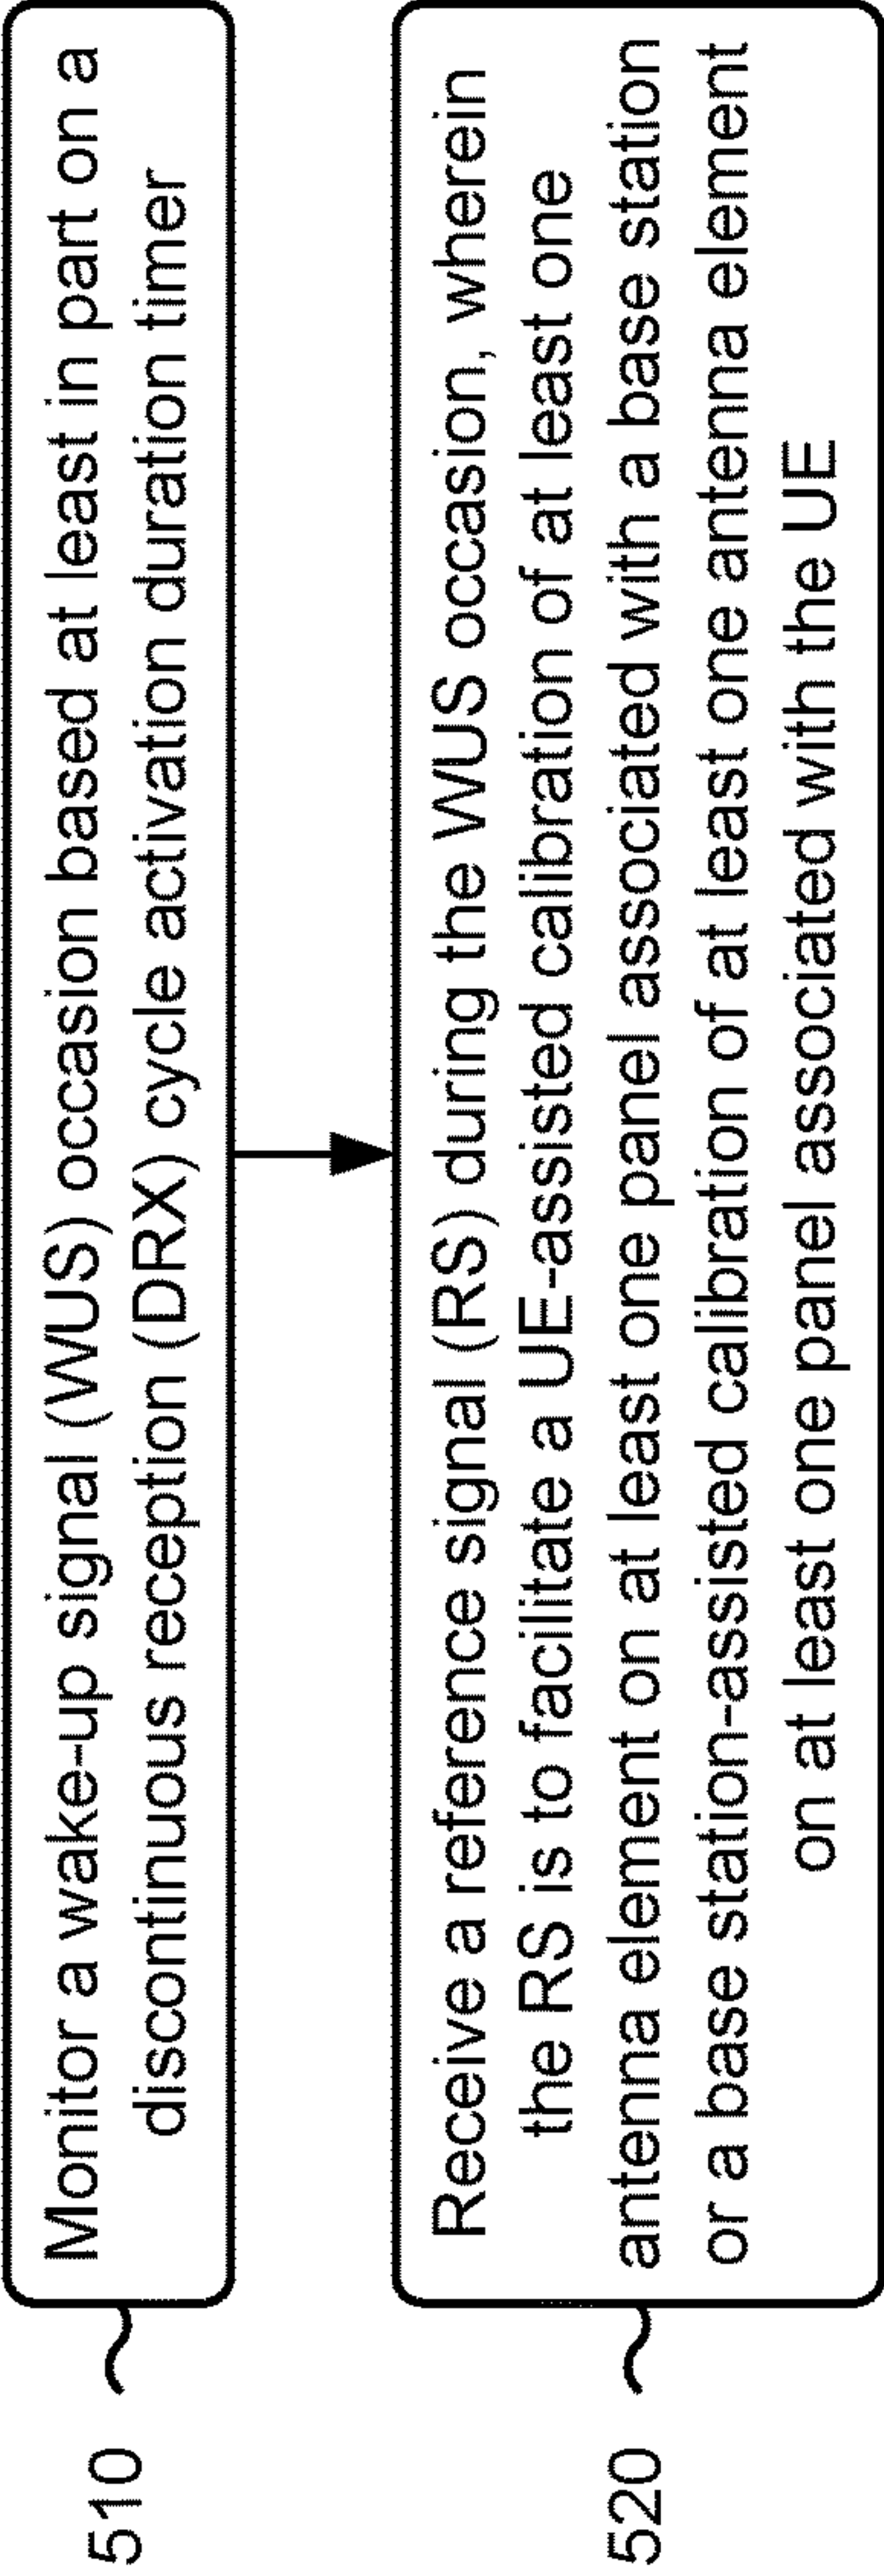 510
Monitor a wake-up signal (WUS) occasion based at least in part on a
discontinuous reception (DRX) cycle activation duration timer
520
Receive a reference signal (RS) during the WUS occasion, wherein
the RS is to facilitate a UE-assisted calibration of at least one
antenna element on at least one panel associated with a base station
or a base station-assisted calibration of at least one antenna element
on at least one panel associated with the UE